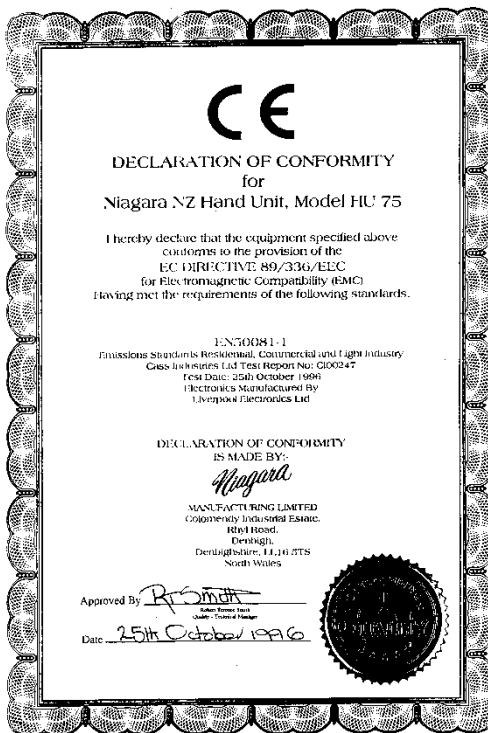 CE
DECLARATION OF CONFORMITY
for
Niagara NZ Hand Unit, Model HU 75
I hereby declare that the equipment specified above
conforms to the provision of the
EC DIRECTIVE 89/336/EEC
for Electromagnetic Compatibility (EMC)
Having met the requirements of the following standards.
EN50081-1
Emissions Standards Residential, Commercial and Light Industry
Cass Industries Ltd Test Report No: CI00247
Test Date: 25th October 1996
Electronics Manufactured By
Liverpool Electronics Ltd
DECLARATION OF CONFORMITY
IS MADE BY:-
Niagara
MANUFACTURING LIMITED
Colomendy Industrial Estate,
Rhyl Road,
Denbigh,
Denbighshire, LL16 5TS
North Wales
Approved By R T Smith
Quality - Technical Manager
Date 25th October 1996